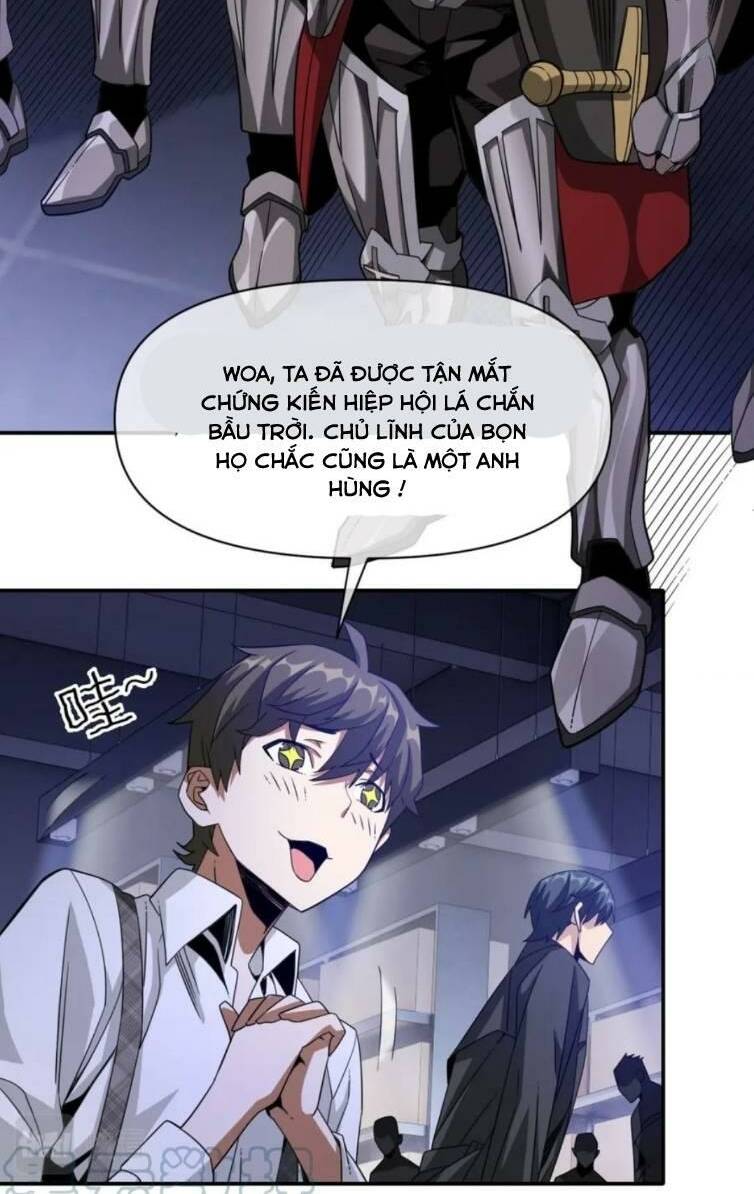 WOA, TA ĐÃ ĐƯỢC TẬN MẮT
CHỨNG KIẾN HIỆP HỘI LÁ CHẮN
BẦU TRỜI. CHỦ LĨNH CỦA BỌN
HỌ CHẮC CŨNG LÀ MỘT ANH
HÙNG !
哇~